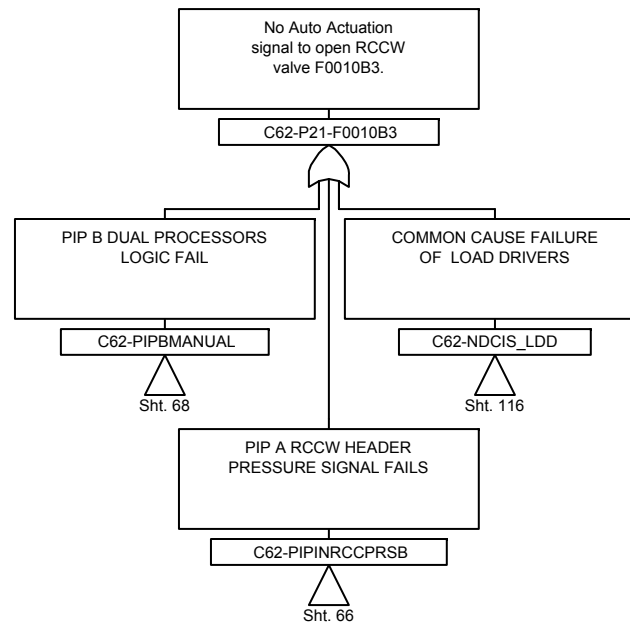 No Auto Actuation
signal to open RCCW
valve F0010B3.
C62-P21-F0010B3
PIP B DUAL PROCESSORS
LOGIC FAIL
C62-PIPBMANUAL
Sht. 68
COMMON CAUSE FAILURE
OF LOAD DRIVERS
C62-NDCIS_LDD
Sht. 116
PIP A RCCW HEADER
PRESSURE SIGNAL FAILS
C62-PIPINRCCPRSB
Sht. 66